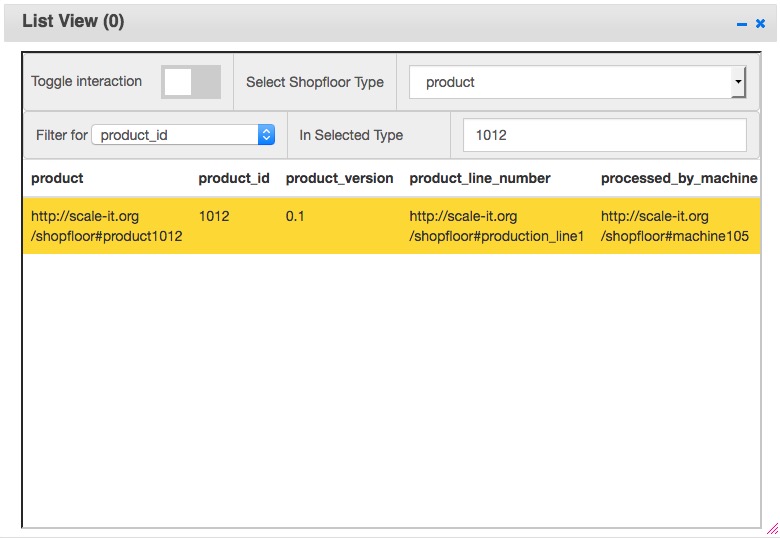 List View (0)
Toggle interaction Select Shopfloor Type product
Filter for product_id In Selected Type 1012
product product_id product_version product_line_number processed_by_machine
http://scale-it.org 1012 0.1 http://scale-it.org http://scale-it.org
/shopfloor#product1012 /shopfloor#production_line1 /shopfloor#machine105